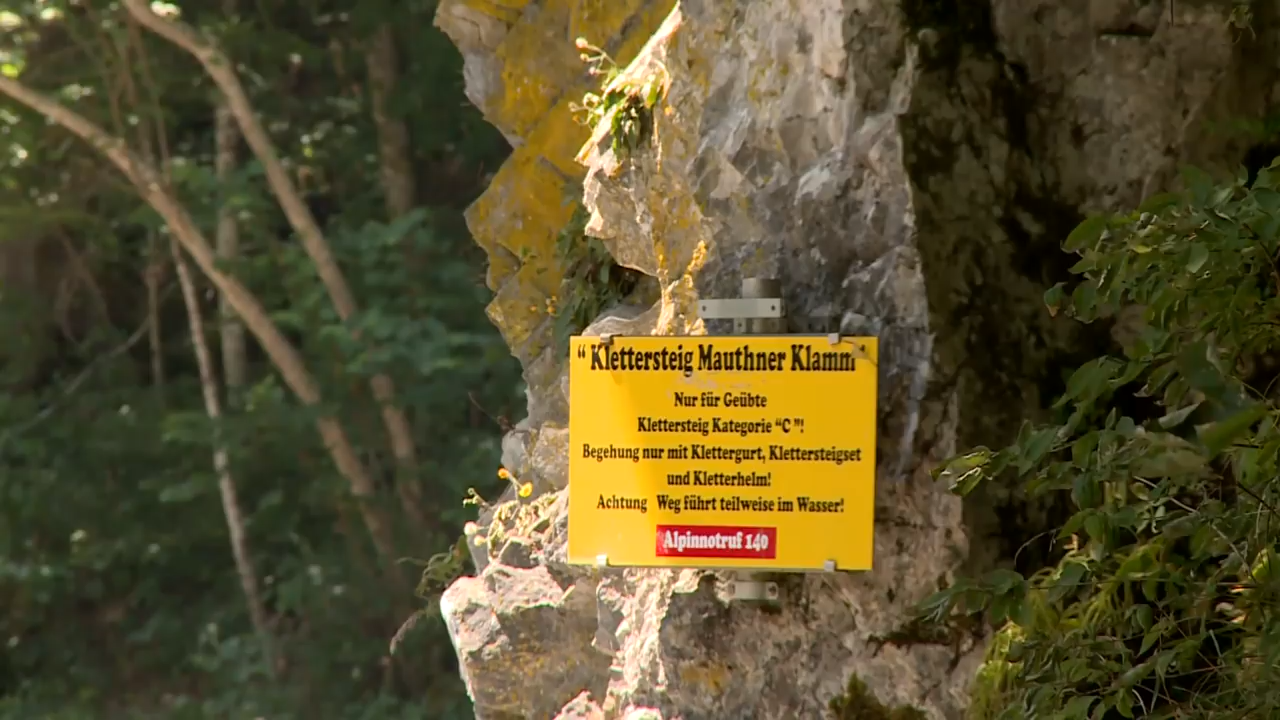 “ Klettersteig Mauthner Klamm”
Nur für Geübte
Klettersteig Kategorie “C ”!
Begehung nur mit Klettergurt, Klettersteigset
und Kletterhelm!
Achtung Weg führt teilweise im Wasser!
Alpinnotruf 140